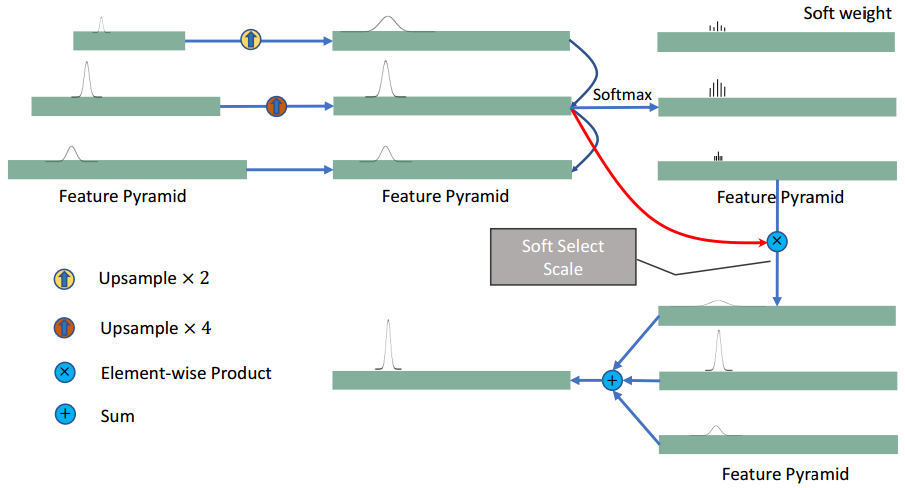 Soft weight
Softmax
Feature Pyramid
Feature Pyramid
Feature Pyramid
Soft Select
Scale
Upsample × 2
Upsample × 4
Element-wise Product
Sum
Feature Pyramid